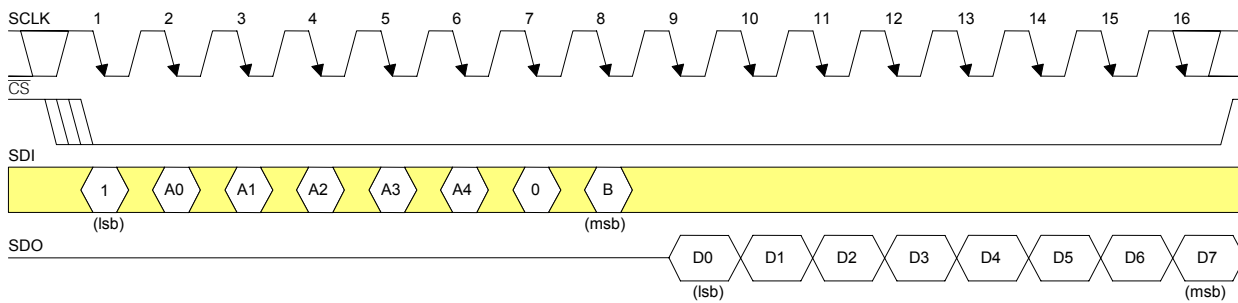 SCLK 1 2 3 4 5 6 7 8 9 10 11 12 13 14 15 16
CS
SDI
1 A0 A1 A2 A3 A4 0 B
(lsb) (msb)
SDO
D0 D1 D2 D3 D4 D5 D6 D7
(lsb) (msb)